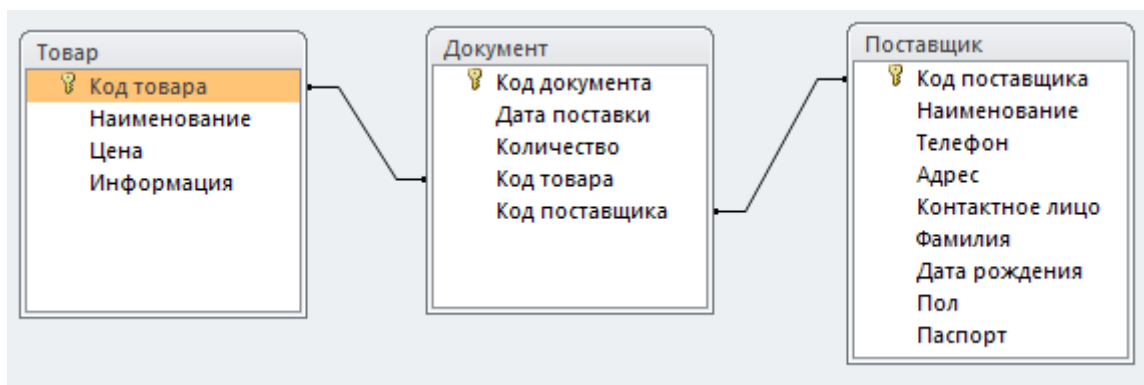 Товар
Код товара
Наименование
Цена
Информация
Документ
Код документа
Дата поставки
Количество
Код товара
Код поставщика
Поставщик
Код поставщика
Наименование
Телефон
Адрес
Контактное лицо
Фамилия
Дата рождения
Пол
Паспорт